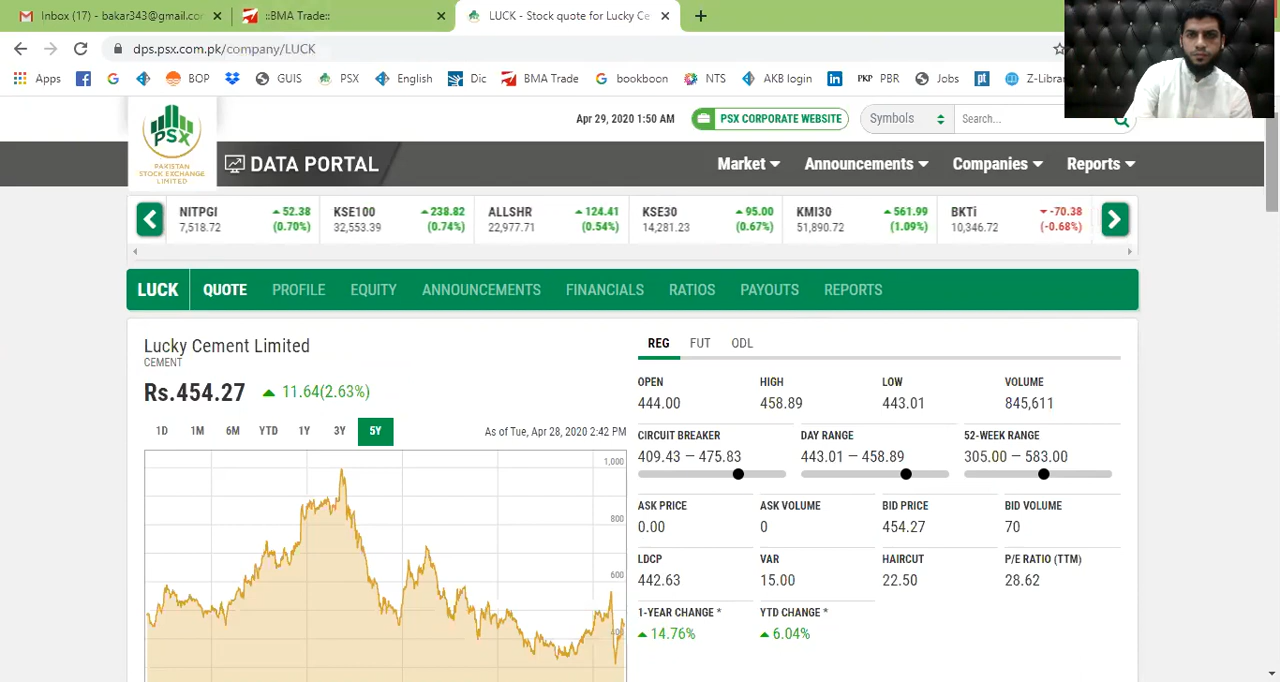 Inbox (17) - bakar343@gmail.co
::BMA Trade::
LUCK - Stock quote for Lucky Ce
dps.psx.com.pk/company/LUCK
Apps
BOP
GUIS
PSX
English
Dic
BMA Trade
bookboon
NTS
AKB login
PKP PBR
Jobs
Z-Libra
PSX
PAKISTAN
STOCK EXCHANGE
LIMITED
Apr 29, 2020 1:50 AM
PSX CORPORATE WEBSITE
Symbols
Search...
DATA PORTAL
Market
Announcements
Companies
Reports
NITPGI 52.38
7,518.72 (0.70%)
KSE100 238.82
32,553.39 (0.74%)
ALLSHR 124.41
22,977.71 (0.54%)
KSE30 95.00
14,281.23 (0.67%)
KMI30 561.99
51,890.72 (1.09%)
BKTi -70.38
10,346.72 (-0.68%)
LUCK QUOTE PROFILE EQUITY ANNOUNCEMENTS FINANCIALS RATIOS PAYOUTS REPORTS
Lucky Cement Limited
CEMENT
Rs.454.27 11.64(2.63%)
1D 1M 6M YTD 1Y 3Y 5Y
As of Tue, Apr 28, 2020 2:42 PM
1,000
800
600
400
REG FUT ODL
OPEN HIGH LOW VOLUME
444.00 458.89 443.01 845,611
CIRCUIT BREAKER DAY RANGE 52-WEEK RANGE
409.43 — 475.83 443.01 — 458.89 305.00 — 583.00
ASK PRICE ASK VOLUME BID PRICE BID VOLUME
0.00 0 454.27 70
LDCP VAR HAIRCUT P/E RATIO (TTM)
442.63 15.00 22.50 28.62
1-YEAR CHANGE * YTD CHANGE *
14.76% 6.04%